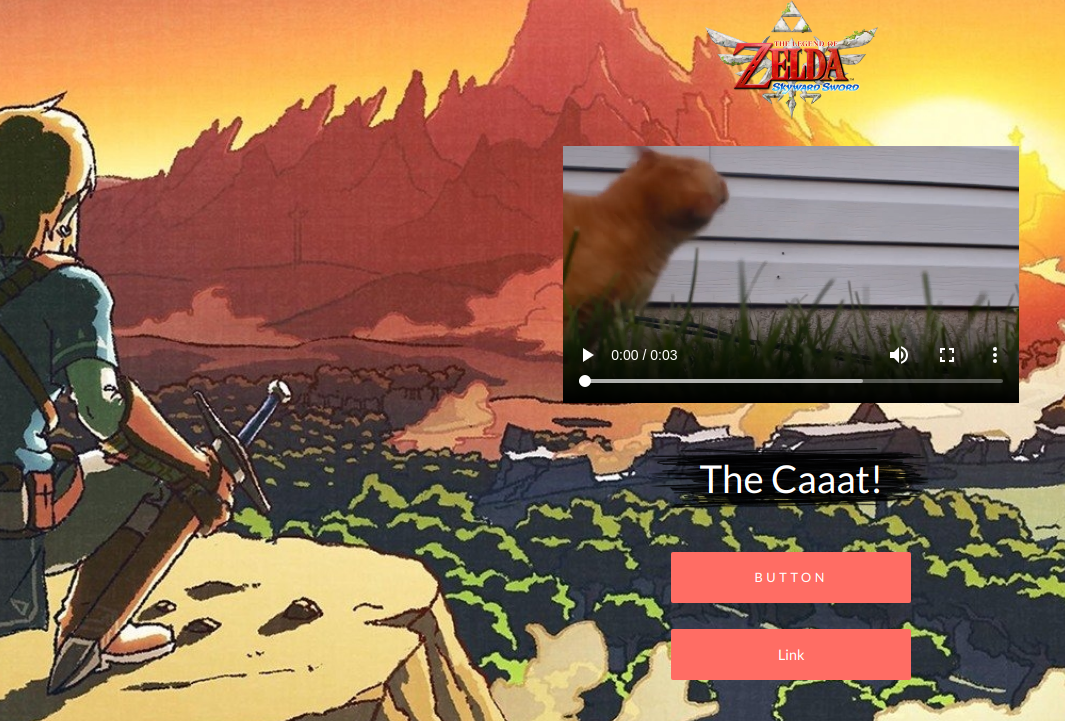 THE LEGEND OF
ZELDA
SKYWARD SWORD
0:00 / 0:03
The Caaat!
BUTTON
Link